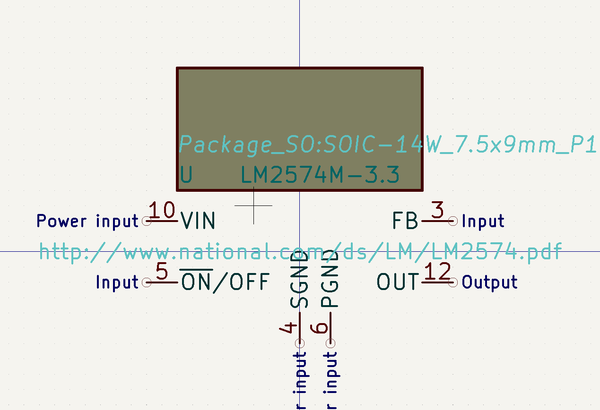 Package_SO:SOIC-14W_7.5x9mm_P1
U LM2574M-3.3
Power input 10 VIN FB 3 Input
http://www.national.com/ds/LM/LM2574.pdf
Input 5 ON/OFF OUT 12 Output
SGND PGND
4 6
r input r input